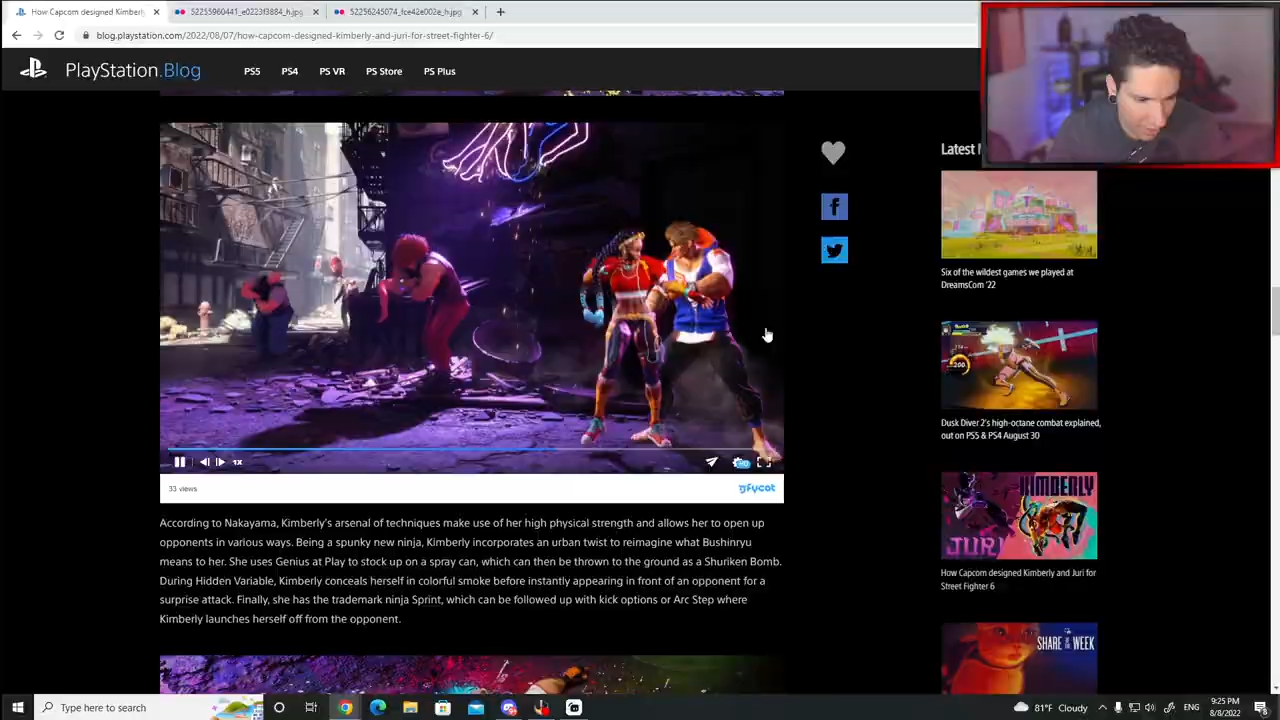 How Capcom designed Kimberly
52255960441_e0223f3884_h.jpg
52256245074_fce42e002e_h.jpg
blog.playstation.com/2022/08/07/how-capcom-designed-kimberly-and-juri-for-street-fighter-6/
PlayStation.Blog
PS5
PS4
PS VR
PS Store
PS Plus
1X
33 views
gfycat
According to Nakayama, Kimberly's arsenal of techniques make use of her high physical strength and allows her to open up
opponents in various ways. Being a spunky new ninja, Kimberly incorporates an urban twist to reimagine what Bushinryu
means to her. She uses Genius at Play to stock up on a spray can, which can then be thrown to the ground as a Shuriken Bomb.
During Hidden Variable, Kimberly conceals herself in colorful smoke before instantly appearing in front of an opponent for a
surprise attack. Finally, she has the trademark ninja Sprint, which can be followed up with kick options or Arc Step where
Kimberly launches herself off from the opponent.
Latest
Six of the wildest games we played at
DreamsCom '22
200
Dusk Diver 2's high-octane combat explained,
out on PS5 & PS4 August 30
KIMBERLY
JURI
How Capcom designed Kimberly and Juri for
Street Fighter 6
SHARE OF THE WEEK
Type here to search
81°F Cloudy
ENG
9:25 PM
8/8/2022